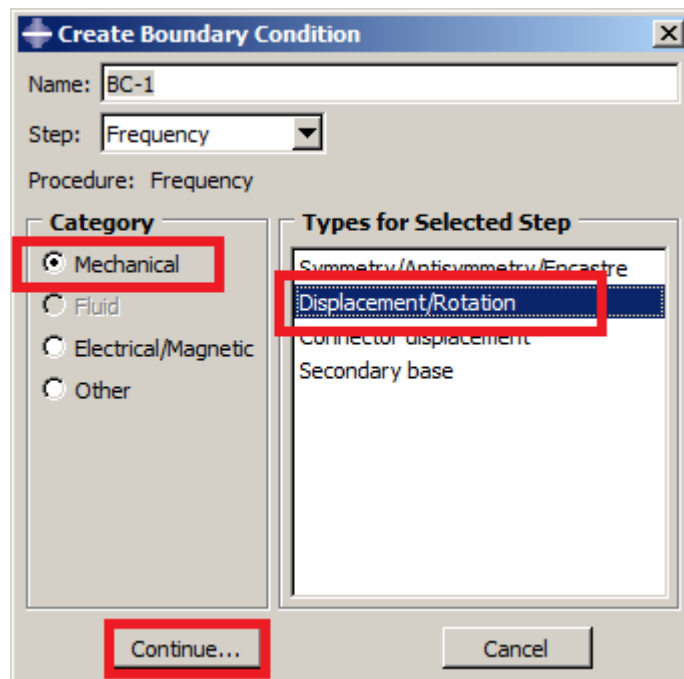 Create Boundary Condition
Name: BC-1
Step: Frequency
Procedure: Frequency
Category
Mechanical
Fluid
Electrical/Magnetic
Other
Types for Selected Step
Symmetry/Antisymmetry/Encastre
Displacement/Rotation
Connector displacement
Secondary base
Continue...
Cancel